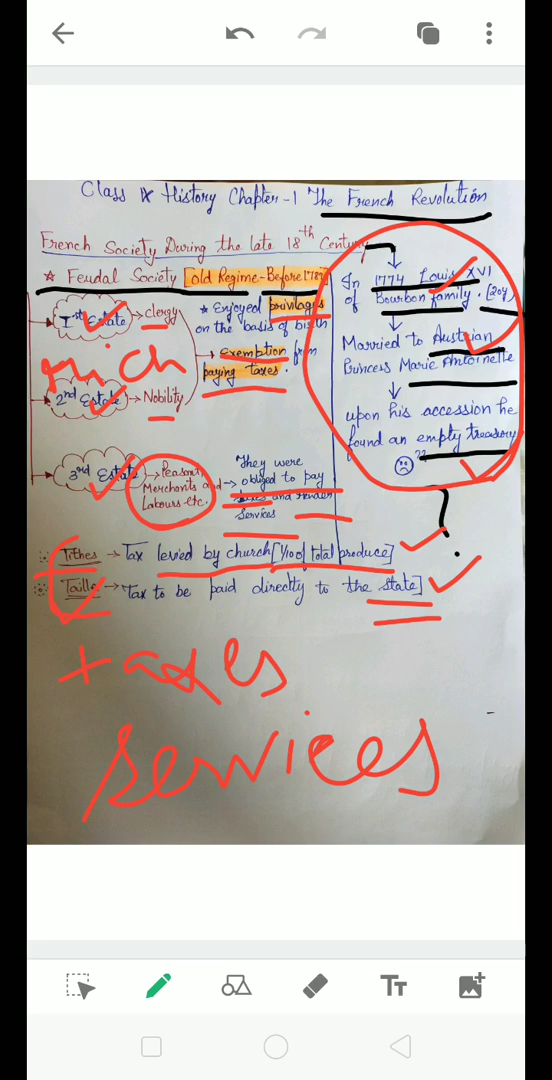 Class IX History Chapter-1 The French Revolution
French Society During the late 18th Century
★ Feudal Society [old Regime-Before 1789]
1st Estate → clergy
★ Enjoyed privilages
on the basis of birth
→ exemption from
paying taxes.
Rich
2nd Estate → Nobility
3rd Estate → Peasants
Merchants and
Labours etc.
→ They were
obliged to pay
taxes and render
services
In 1774 Louis XVI
of Bourbon family. (20y)
Married to Austrian
Princess Marie Antoinette
upon his accession he
found an empty treasury
?
Tithes → Tax levied by church [1/10 of total produce]
Taille → Tax to be paid directly to the state]
taxes
services
Tt